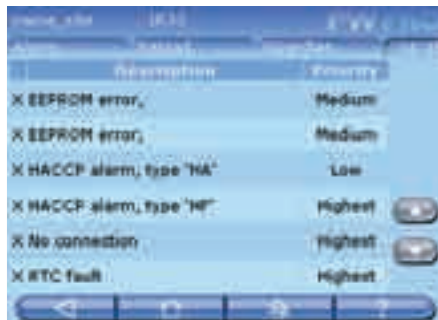 Description Priority
X EEPROM error, Medium
X EEPROM error, Medium
X HACCP alarm, type "HA" Low
X HACCP alarm, type "HF" Highest
X No connection Highest
X RTC fault Highest
?